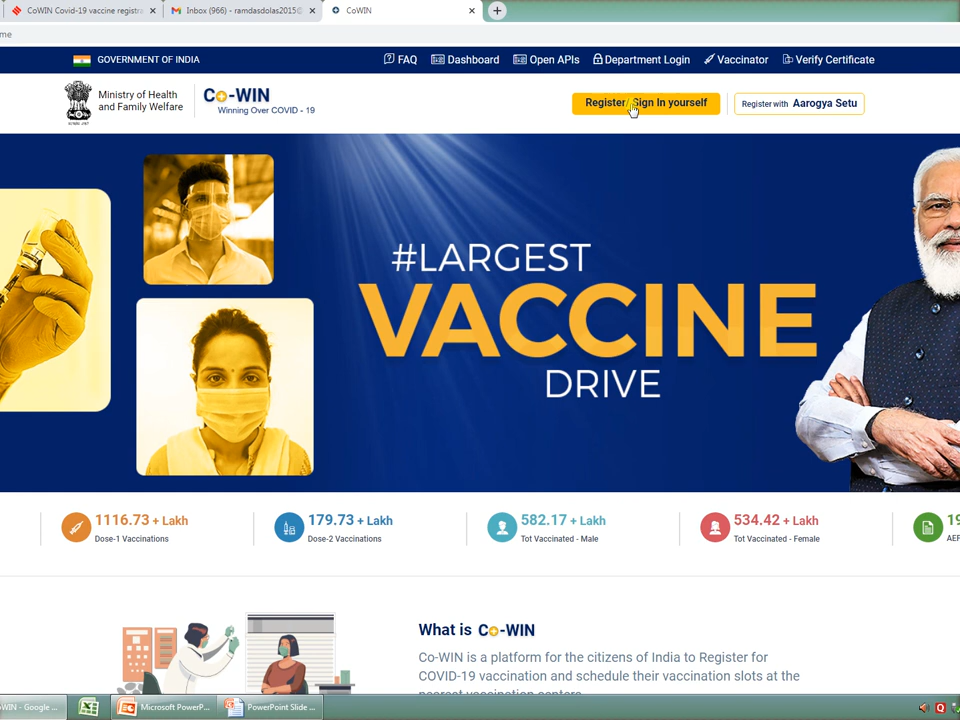 CoWIN Covid-19 vaccine registra
Inbox (966) - ramdasdolas2015@
CoWIN
me
GOVERNMENT OF INDIA
FAQ
Dashboard
Open APIs
Department Login
Vaccinator
Verify Certificate
Ministry of Health
and Family Welfare
Co-WIN
Winning Over COVID - 19
Register/ Sign In yourself
Register with Aarogya Setu
#LARGEST
VACCINE
DRIVE
1116.73 + Lakh
Dose-1 Vaccinations
179.73 + Lakh
Dose-2 Vaccinations
582.17 + Lakh
Tot Vaccinated - Male
534.42 + Lakh
Tot Vaccinated - Female
19
AEF
What is Co-WIN
Co-WIN is a platform for the citizens of India to Register for
COVID-19 vaccination and schedule their vaccination slots at the
nearest vaccination centers.
oWIN - Google ...
Microsoft PowerP...
PowerPoint Slide ...